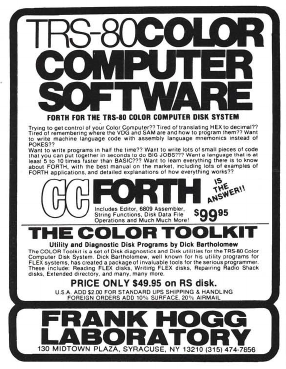 TRS-80 COLOR
COMPUTER
SOFTWARE
FORTH FOR THE TRS-80 COLOR COMPUTER DISK SYSTEM
Trying to get control of your Color Computer?? Tired of translating HEX to decimal??
Tired of remembering where the VDG and SAM are and how to program them?? Want
to write machine language code with assembly language mnemonics instead of
POKES??
Want to write programs in half the time?? Want to write lots of small pieces of code
that you can put together in seconds to do BIG JOBS??? Want a language that is at
least 5 to 10 times faster than BASIC??? Want to learn everything there is to know
about FORTH, with the best manual on the market, including lots of examples of
FORTH applications, and detailed explanations of how everything works??
CC FORTH IS
THE
ANSWER!!
Includes Editor, 6809 Assembler,
String Functions, Disk Data File
Operations and Much Much More!
$99.95
THE COLOR TOOLKIT
Utility and Diagnostic Disk Programs by Dick Bartholomew
The COLOR Toolkit is a set of Disk diagnostics and Disk utilities for the TRS-80 Color
Computer Disk System. Dick Bartholomew, well known for his utility programs for
FLEX systems, has created a package of invaluable tools for the serious programmer.
These include: Reading FLEX disks, Writing FLEX disks, Repairing Radio Shack
disks, Extended directory, and many, many more.
PRICE ONLY $49.95 on RS disk.
U.S.A. ADD $2.00 FOR STANDARD UPS SHIPPING & HANDLING
FOREIGN ORDERS ADD 10% SURFACE, 20% AIRMAIL
FRANK HOGG
LABORATORY
130 MIDTOWN PLAZA, SYRACUSE, NY 13210 (315) 474-7856